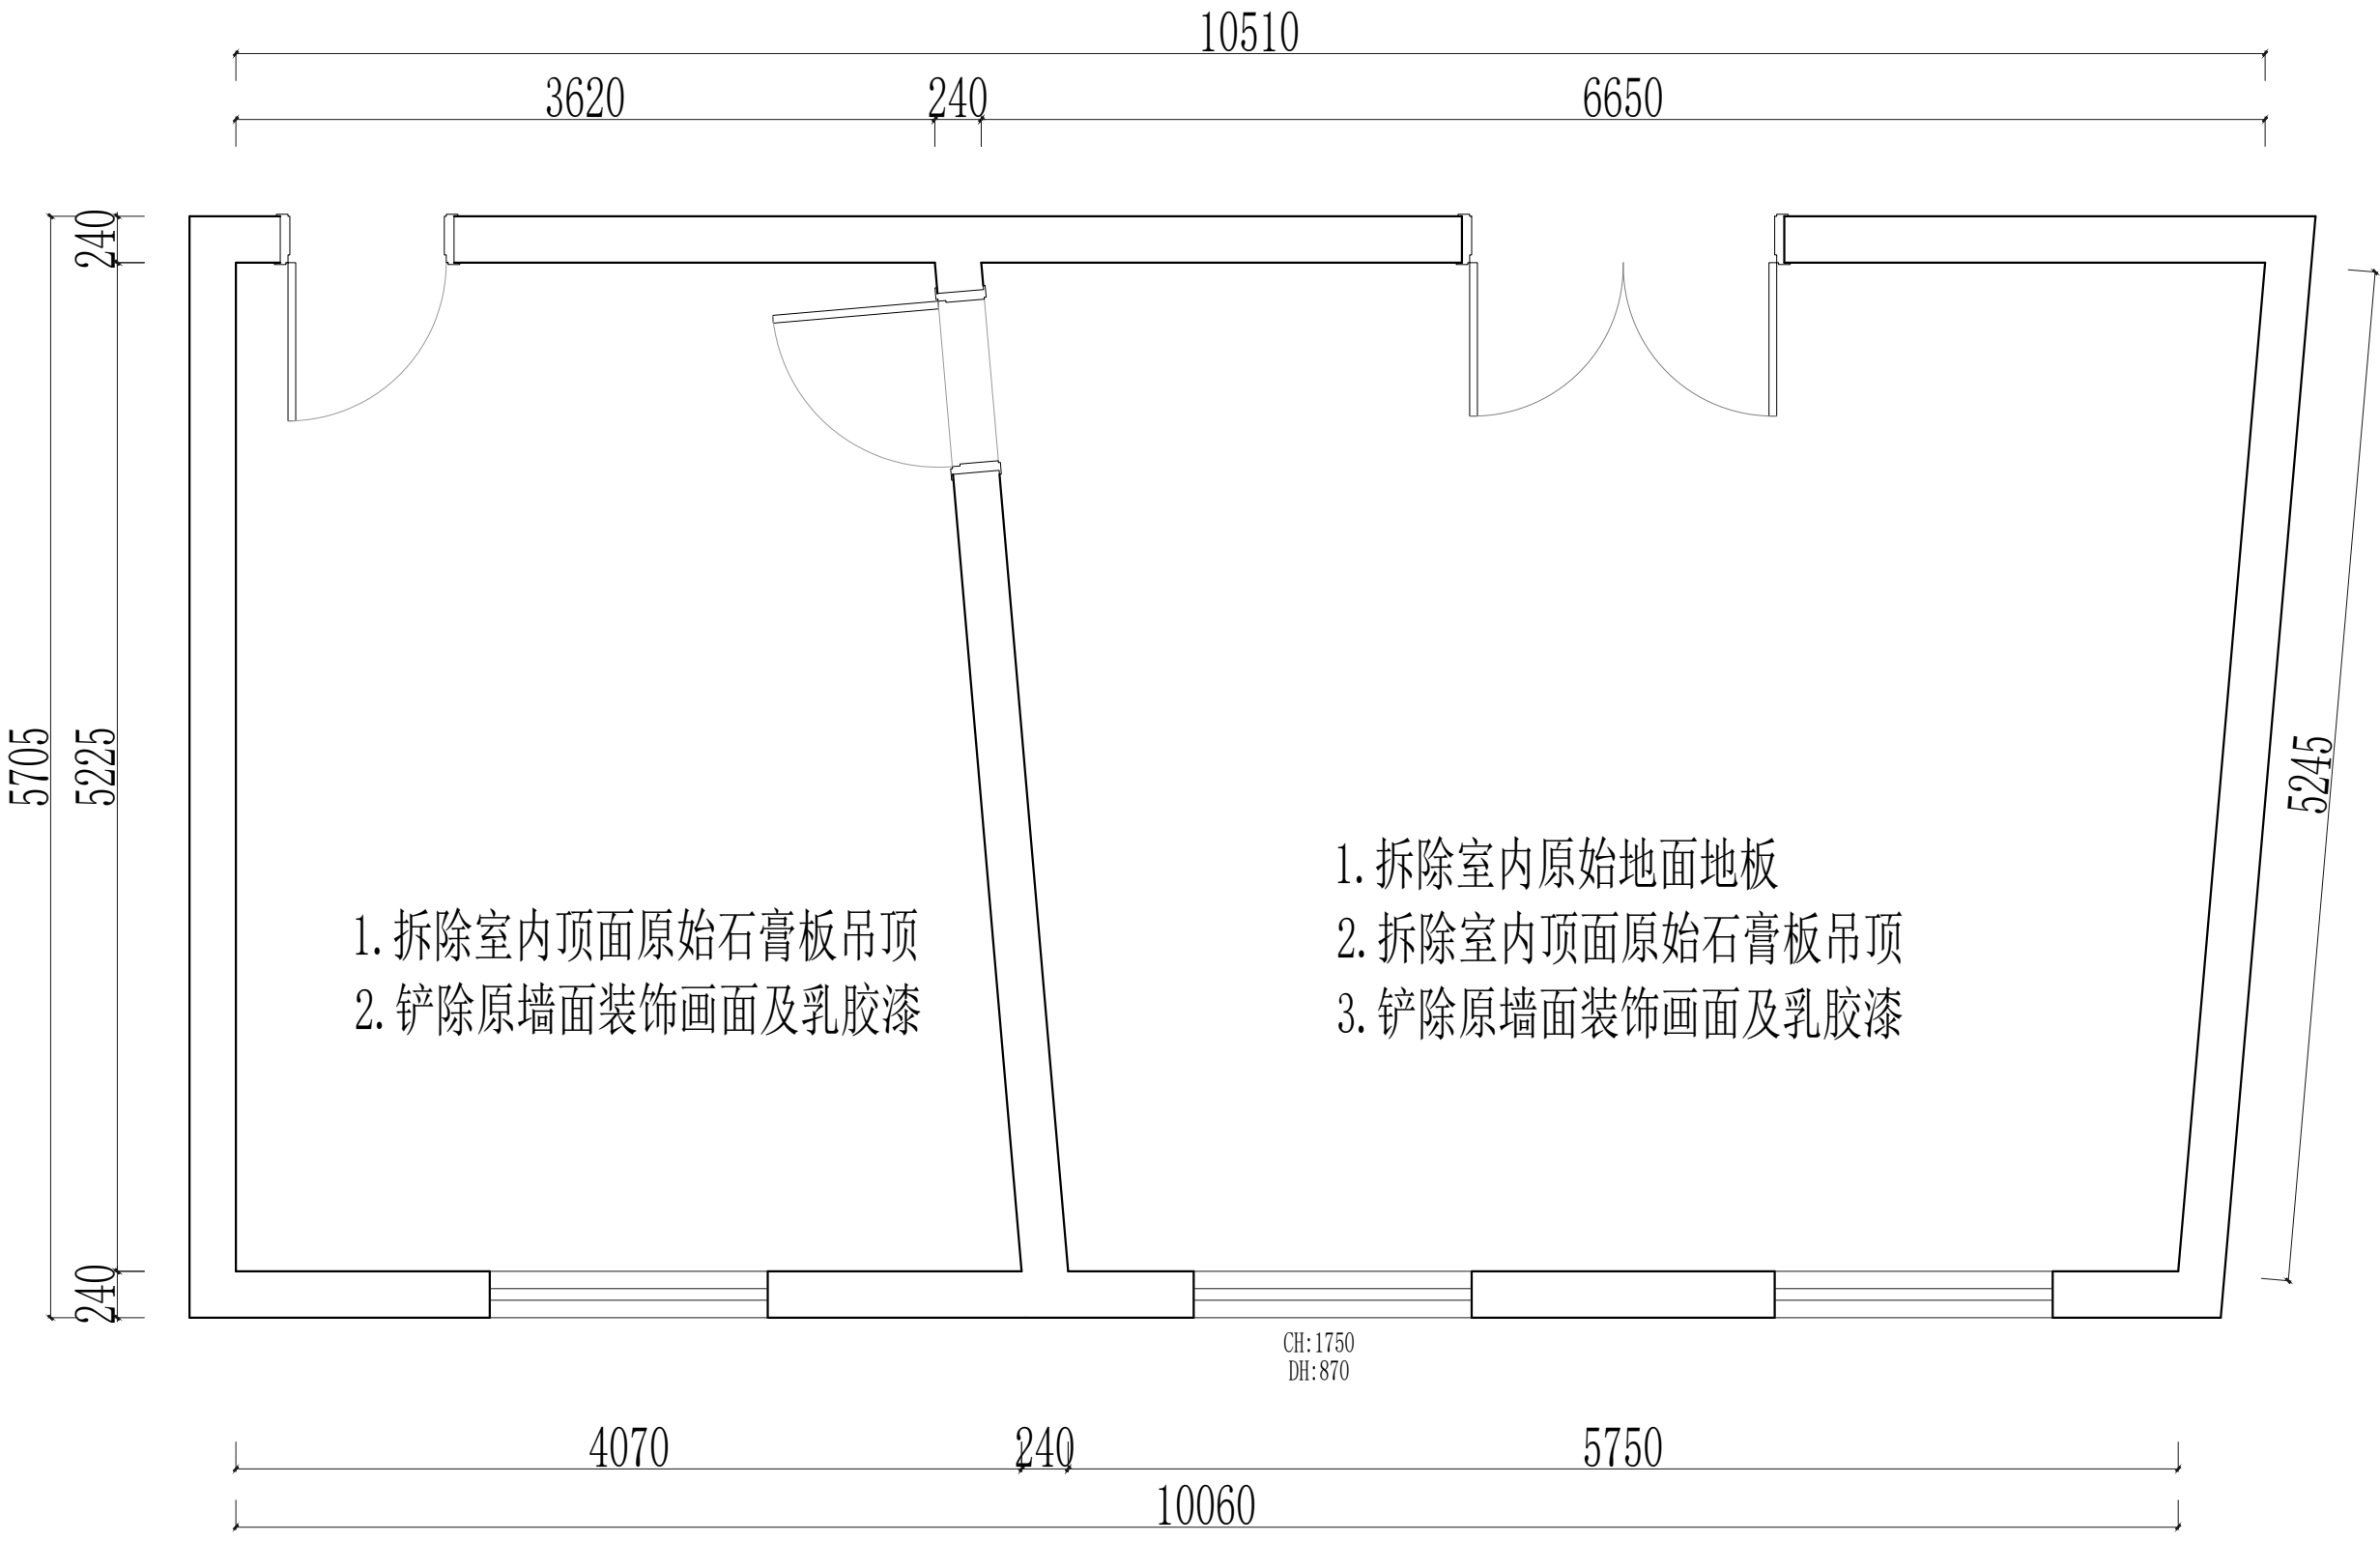 10510
3620
240
6650
240
5705
5225
5245
1.拆除室内原始地面地板
2.拆除室内顶面原始石膏板吊顶
3.铲除原墙面装饰画面及乳胶漆
1.拆除室内顶面原始石膏板吊顶
2.铲除原墙面装饰画面及乳胶漆
240
CH:1750
DH:870
4070
240
5750
10060